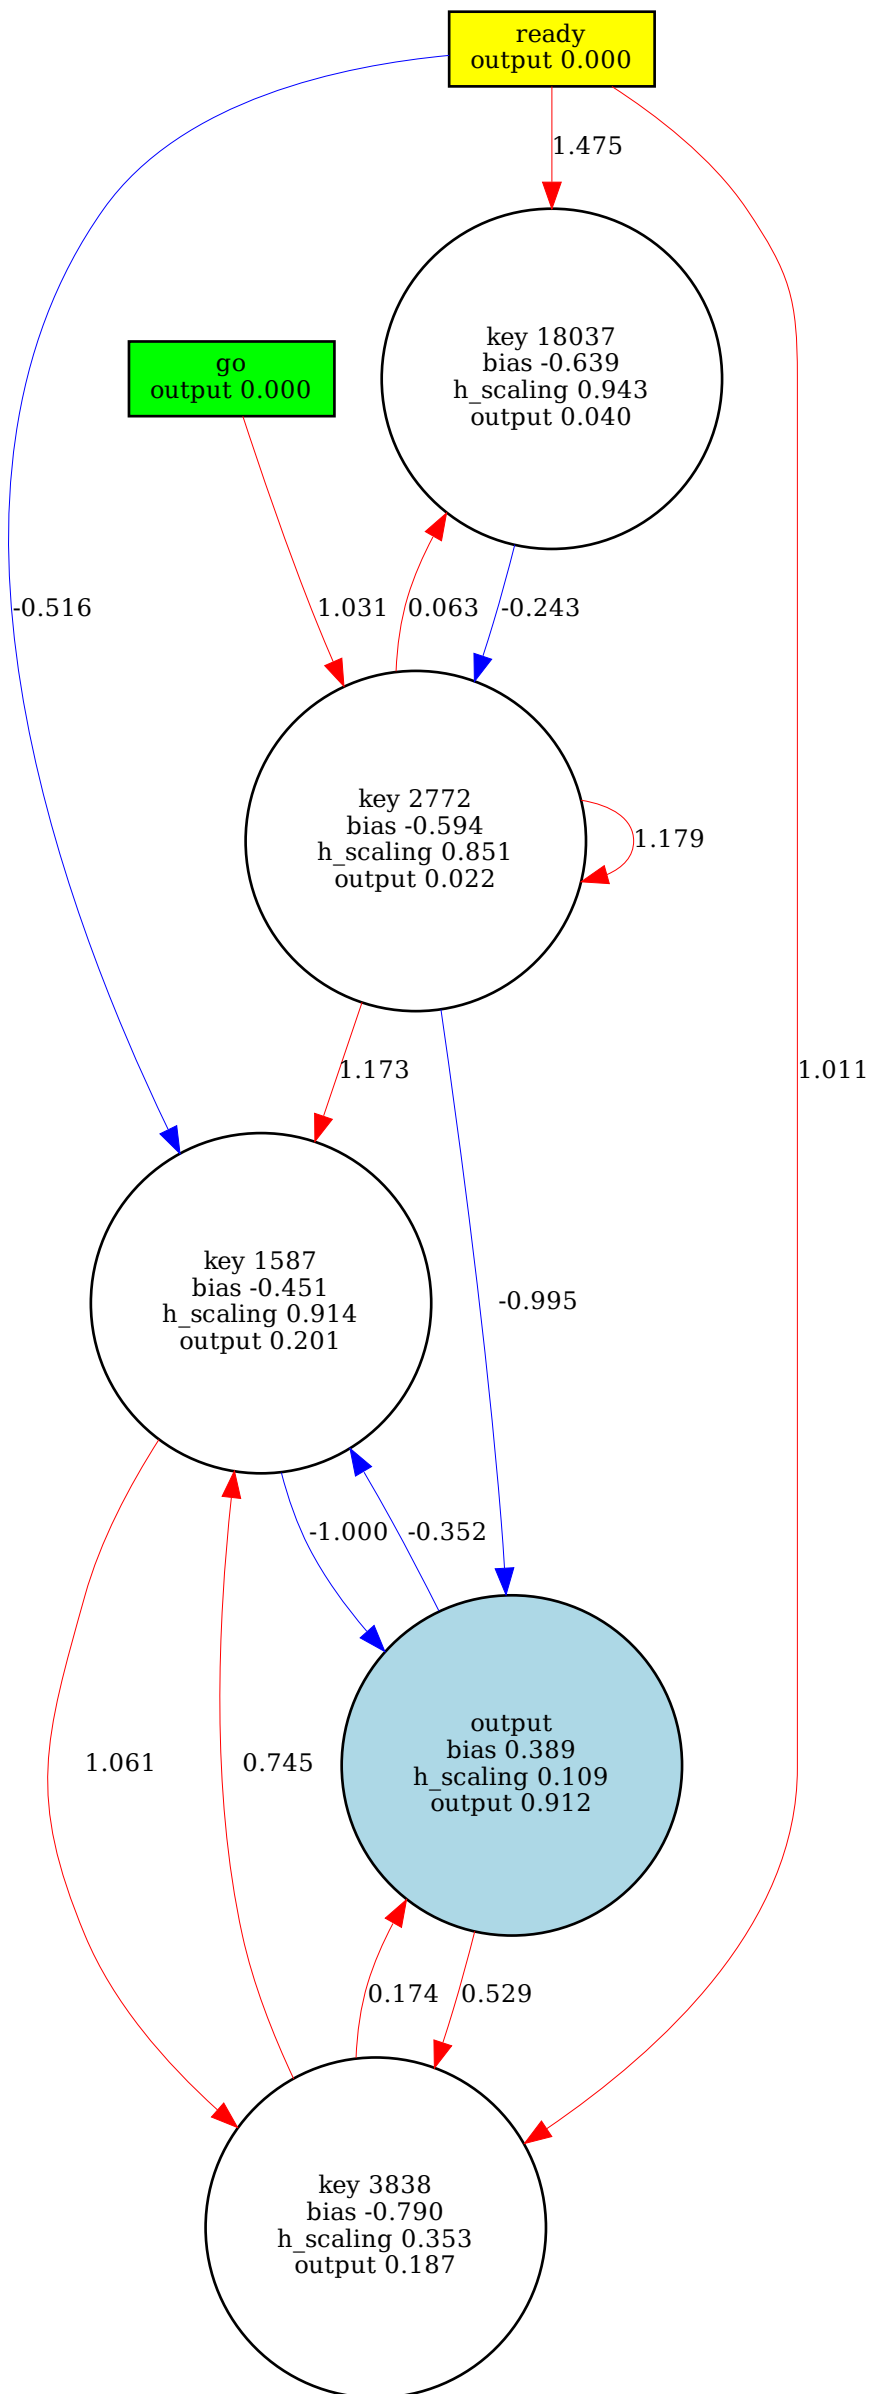 ready
output 0.000
1.475
go
output 0.000
key 18037
bias -0.639
h_scaling 0.943
output 0.040
-0.516
1.031
0.063
-0.243
key 2772
bias -0.594
h_scaling 0.851
output 0.022
1.179
1.173
1.011
key 1587
bias -0.451
h_scaling 0.914
output 0.201
-0.995
-1.000
-0.352
output
bias 0.389
h_scaling 0.109
output 0.912
1.061
0.745
0.174
0.529
key 3838
bias -0.790
h_scaling 0.353
output 0.187